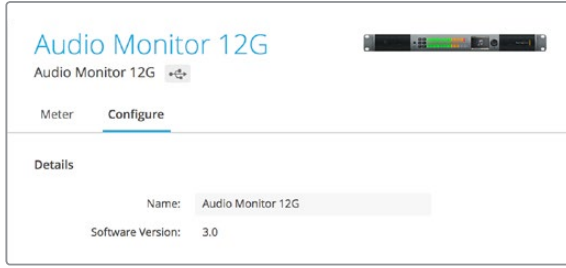 Audio Monitor 12G
Audio Monitor 12G
Meter Configure
Details
Name: Audio Monitor 12G
Software Version: 3.0